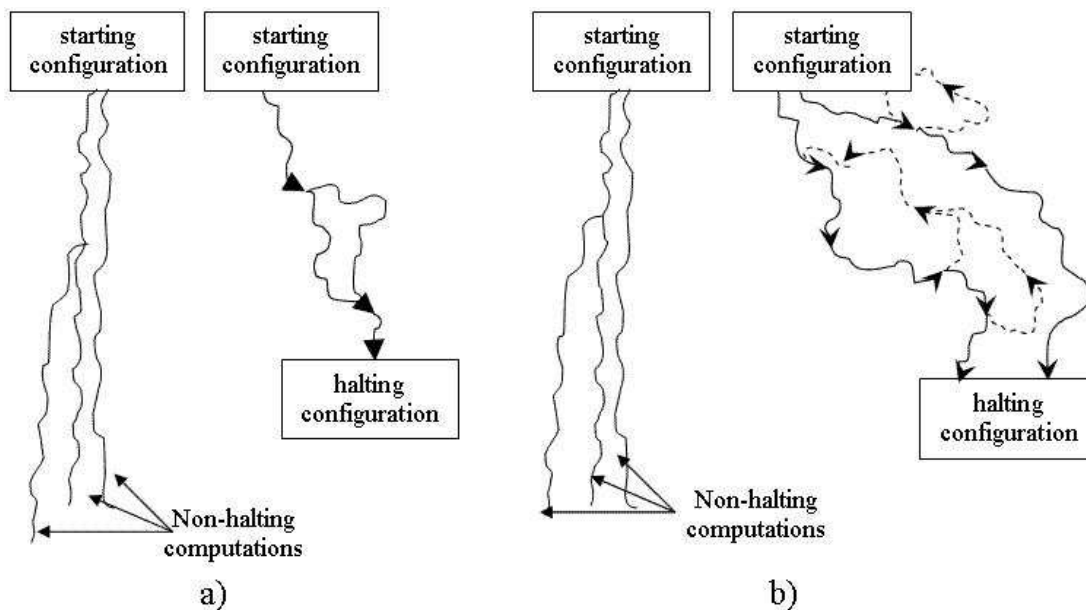 starting
configuration
starting
configuration
halting
configuration
Non-halting
computations
a)
starting
configuration
starting
configuration
halting
configuration
Non-halting
computations
b)